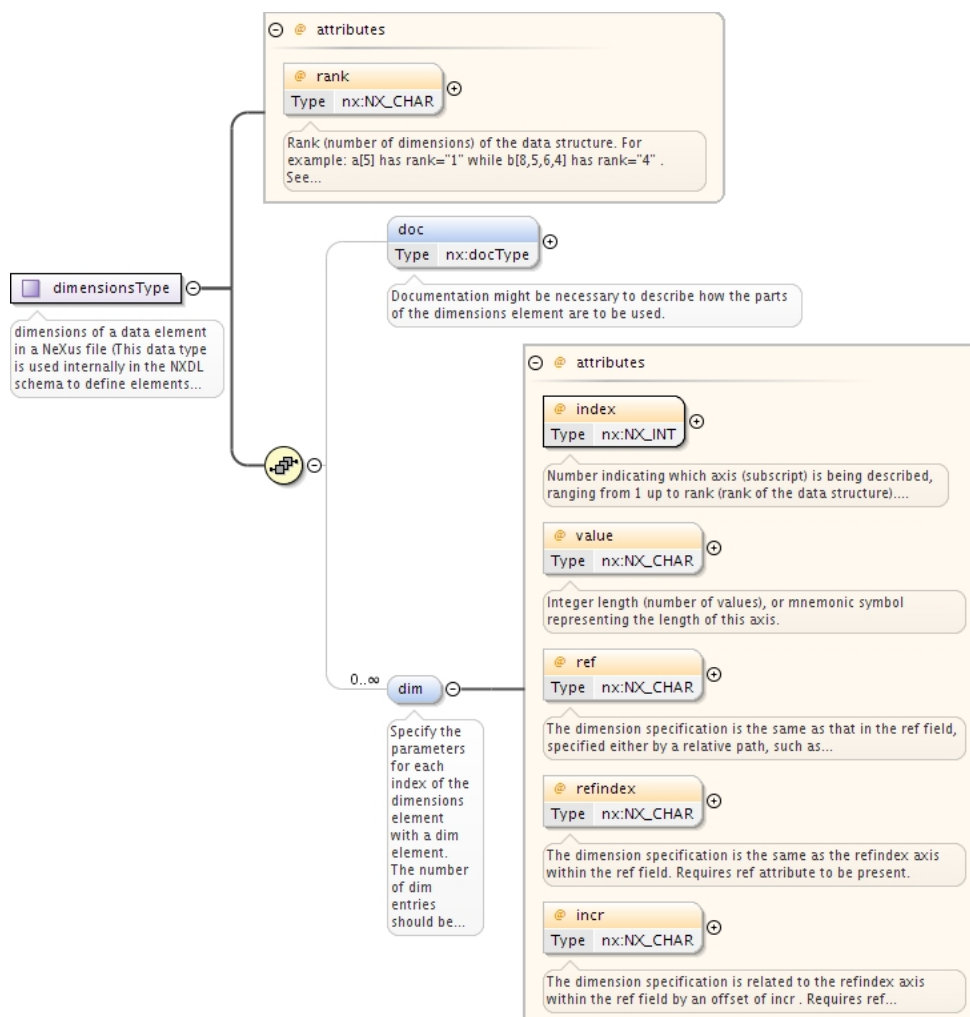 @ attributes
@ rank
Type nx:NX_CHAR
Rank (number of dimensions) of the data structure. For
example: a[5] has rank="1" while b[8,5,6,4] has rank="4" .
See...
dimensionsType
dimensions of a data element
in a NeXus file (This data type
is used internally in the NXDL
schema to define elements...
doc
Type nx:docType
Documentation might be necessary to describe how the parts
of the dimensions element are to be used.
0..∞
dim
Specify the
parameters
for each
index of the
dimensions
element
with a dim
element.
The number
of dim
entries
should be...
@ attributes
@ index
Type nx:NX_INT
Number indicating which axis (subscript) is being described,
ranging from 1 up to rank (rank of the data structure)....
@ value
Type nx:NX_CHAR
Integer length (number of values), or mnemonic symbol
representing the length of this axis.
@ ref
Type nx:NX_CHAR
The dimension specification is the same as that in the ref field,
specified either by a relative path, such as...
@ refindex
Type nx:NX_CHAR
The dimension specification is the same as the refindex axis
within the ref field. Requires ref attribute to be present.
@ incr
Type nx:NX_CHAR
The dimension specification is related to the refindex axis
within the ref field by an offset of incr . Requires ref...